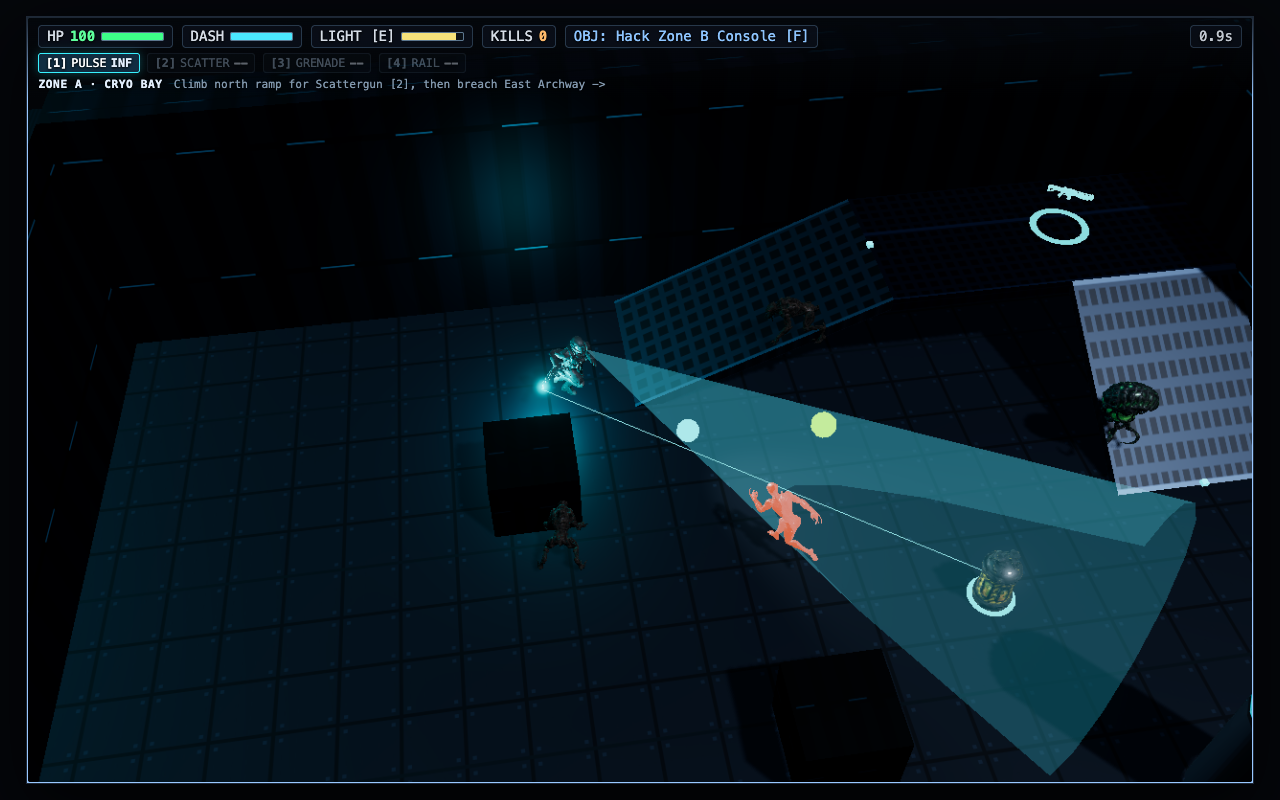 HP 100 DASH LIGHT [E] KILLS 0 OBJ: Hack Zone B Console [F] 0.9s
[1] PULSE INF [2] SCATTER —— [3] GRENADE —— [4] RAIL ——
ZONE A · CRYO BAY Climb north ramp for Scattergun [2], then breach East Archway —>